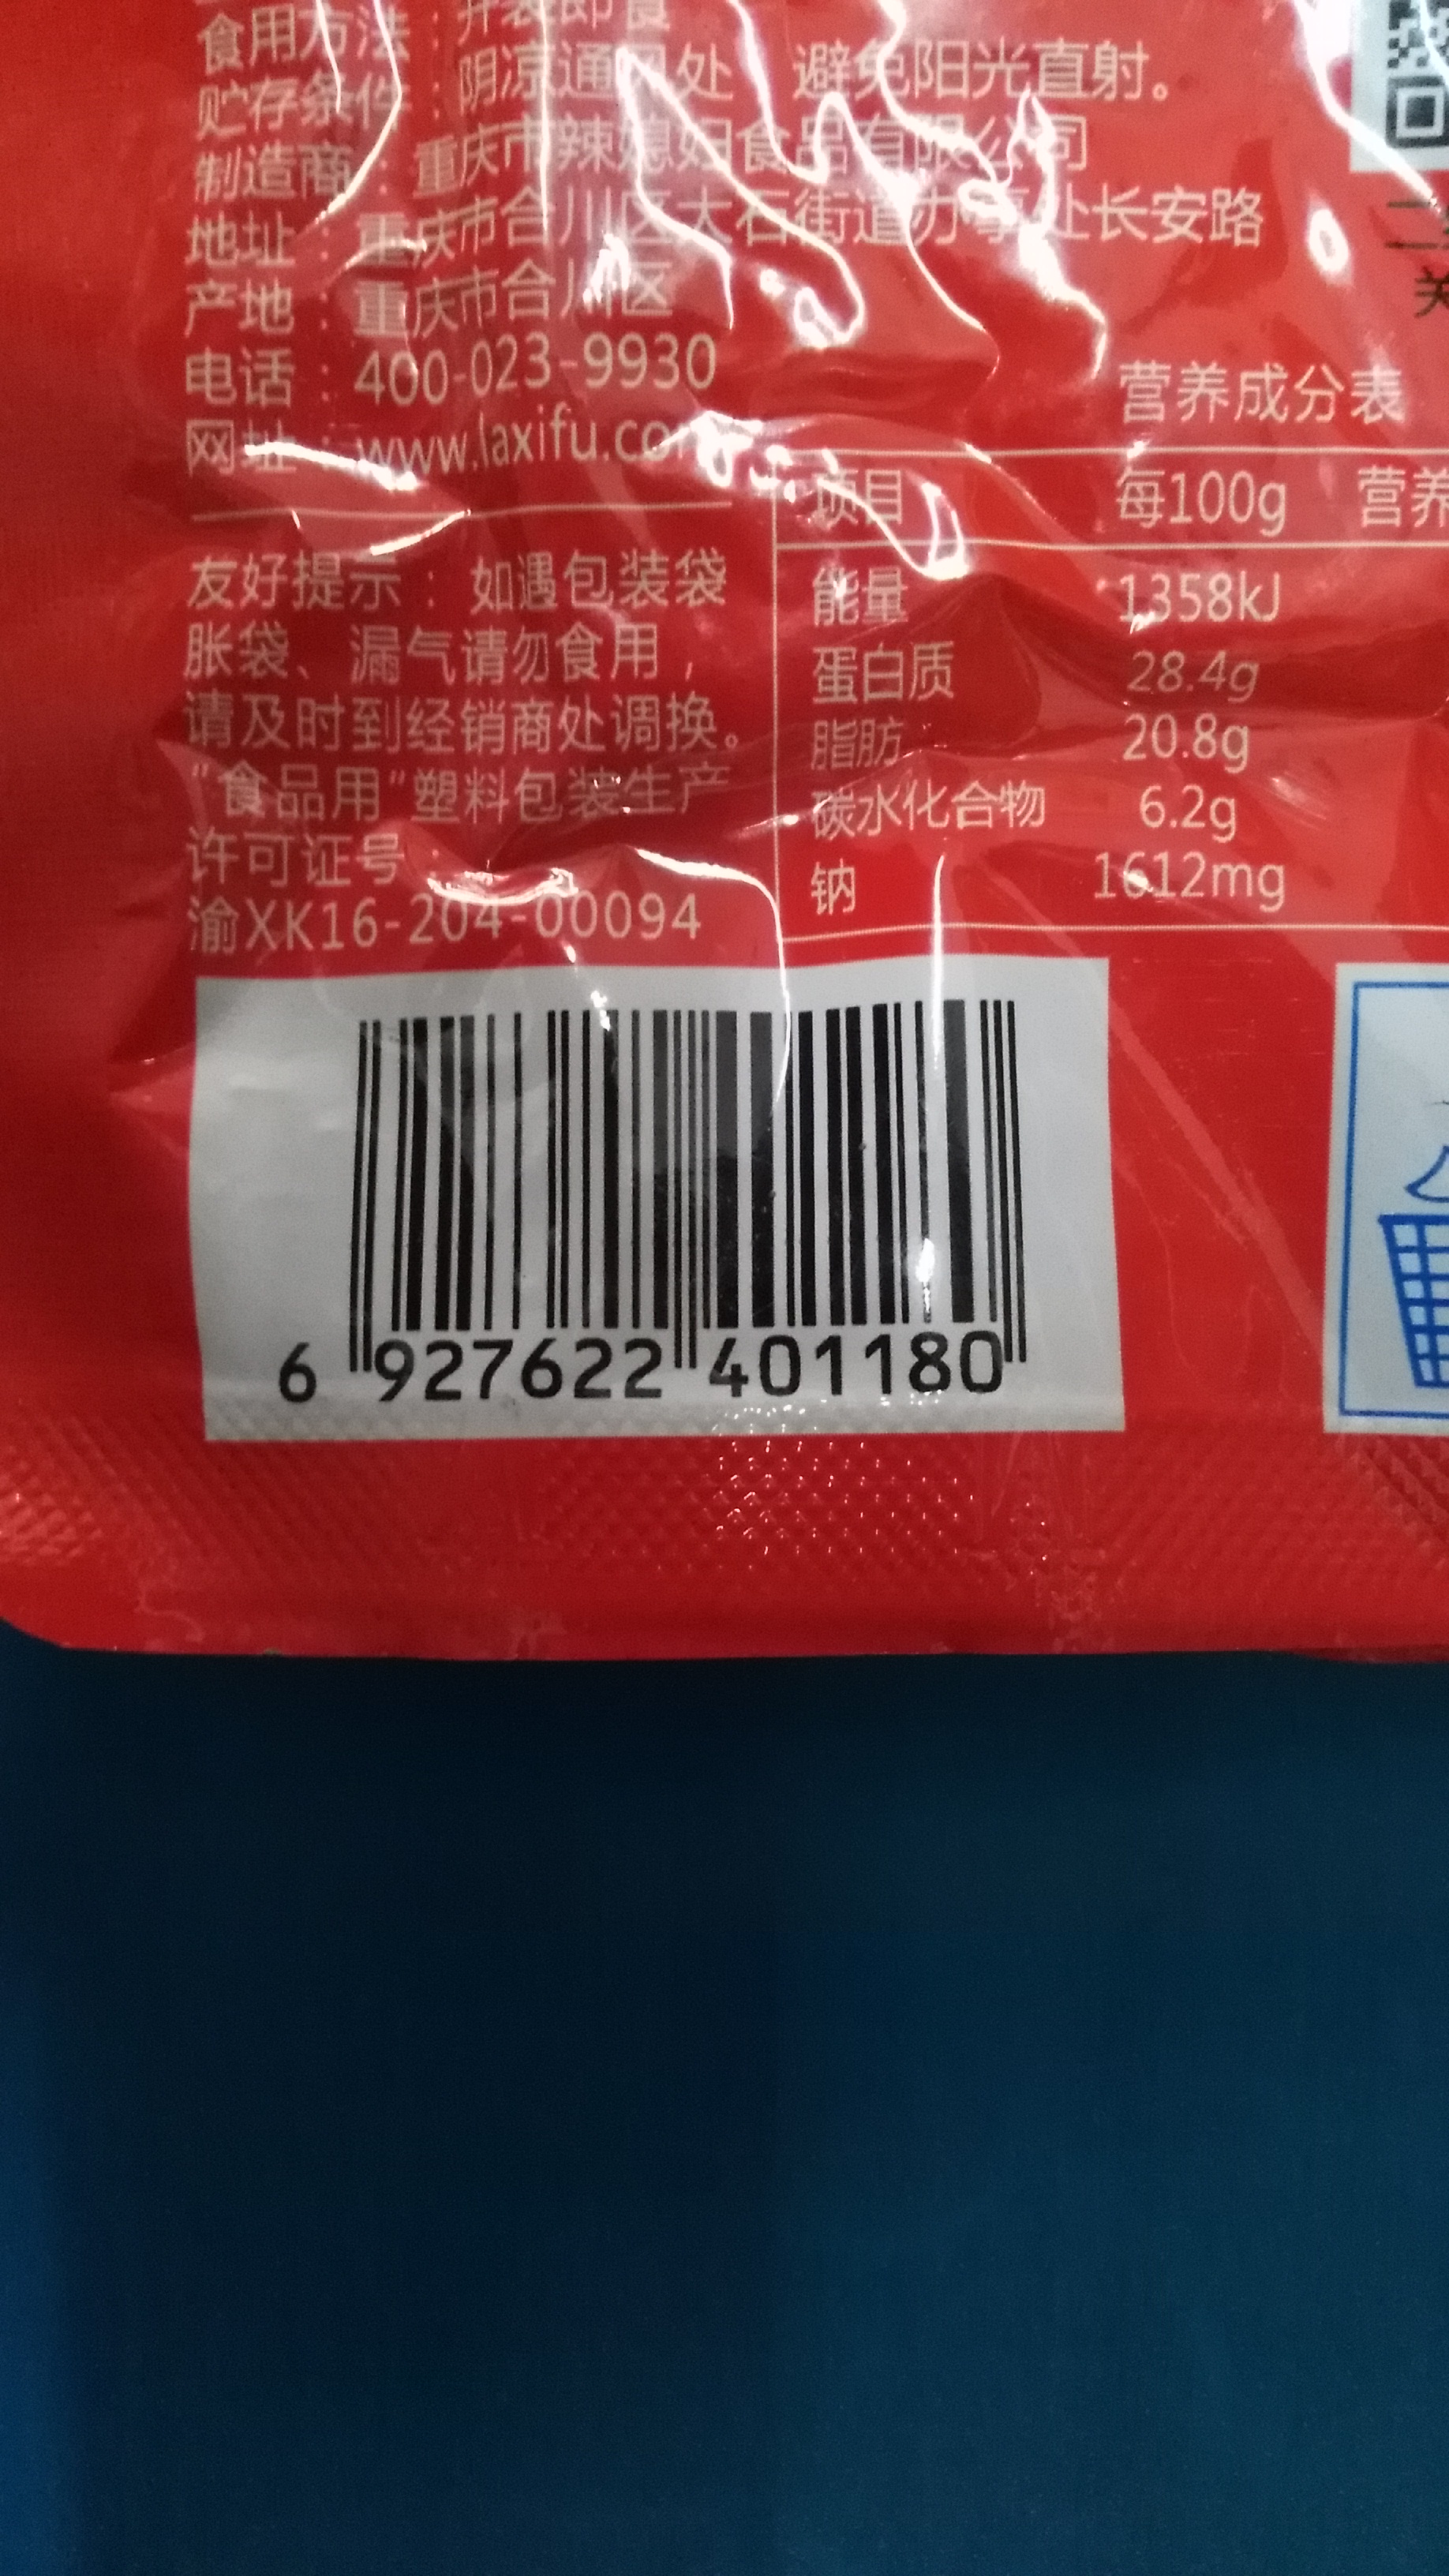 食用方法：开袋即食
贮存条件：阴凉通风处 避免阳光直射。
制造商：重庆市辣媳妇食品有限公司
地址：重庆市合川区大石街道办事处长安路
产地：重庆市合川区
电话：400-023-9930
网址：www.laxifu.com
友好提示：如遇包装袋
胀袋、漏气请勿食用，
请及时到经销商处调换。
“食品用”塑料包装生产
许可证号：
渝XK16-204-00094
营养成分表
项目 每100g 营养
能量 1358kJ
蛋白质 28.4g
脂肪 20.8g
碳水化合物 6.2g
钠 1612mg
6 927622 401180